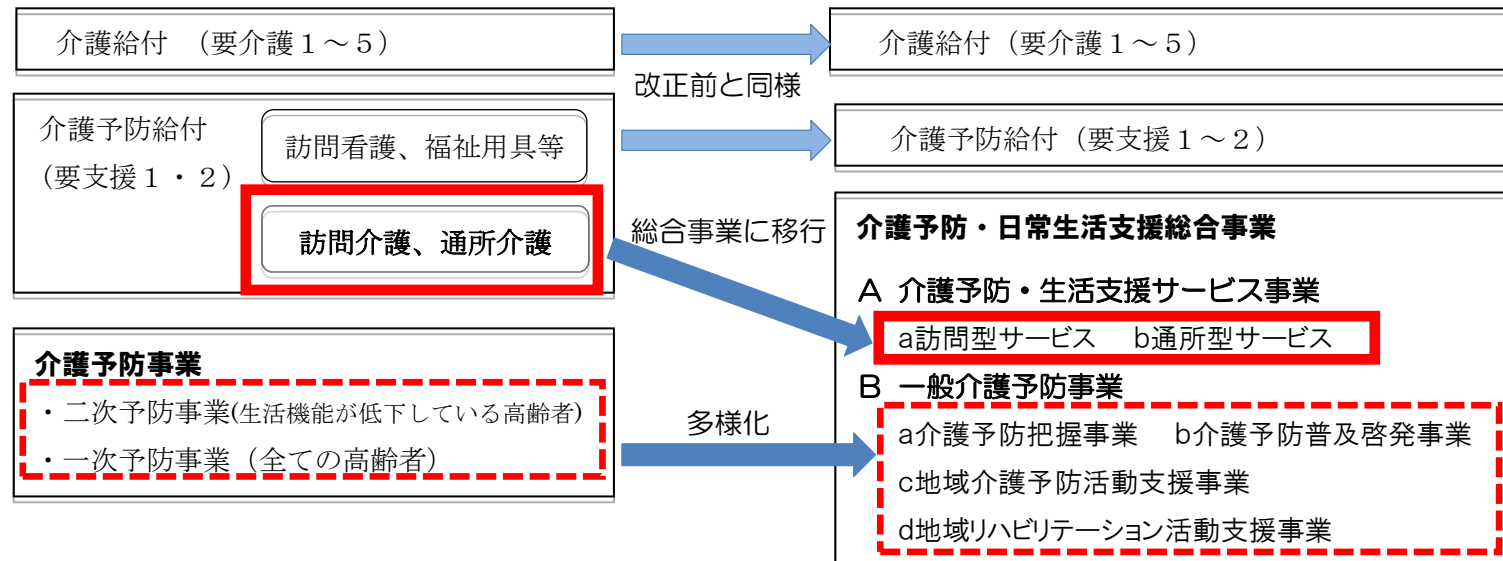 介護給付　（要介護１～５）
介護予防給付
（要支援１・２）
訪問看護、福祉用具等
訪問介護、通所介護
介護予防事業
・二次予防事業(生活機能が低下している高齢者)
・一次予防事業（全ての高齢者）
改正前と同様
総合事業に移行
多様化
介護給付（要介護１～５）
介護予防給付（要支援１～２）
介護予防・日常生活支援総合事業
A 介護予防・生活支援サービス事業
a訪問型サービス　b通所型サービス
B 一般介護予防事業
a介護予防把握事業　b介護予防普及啓発事業
c地域介護予防活動支援事業
d地域リハビリテーション活動支援事業